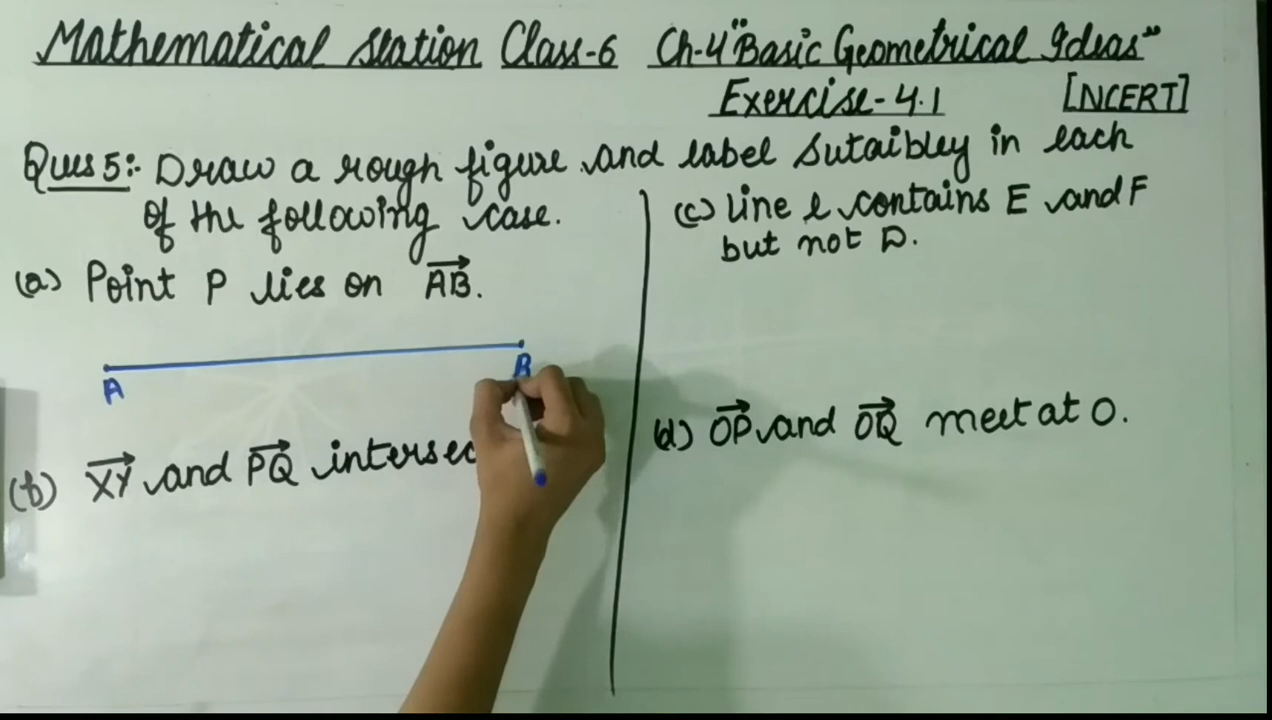 Mathematical Station Class-6 Ch-4 "Basic Geometrical Ideas"
Exercise-4.1 [NCERT]
Ques 5:- Draw a rough figure and label Sutaibley in each
of the following case.
(a) Point P lies on AB.
A B
(b) XY and PQ
(c) Line l contains E and F
but not D.
(d) OP and OQ meet at O.